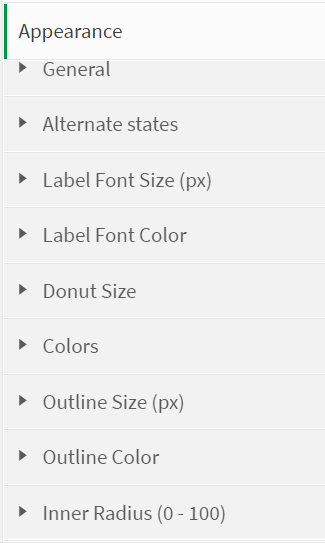 Appearance
General
Alternate states
Label Font Size (px)
Label Font Color
Donut Size
Colors
Outline Size (px)
Outline Color
Inner Radius (0 - 100)